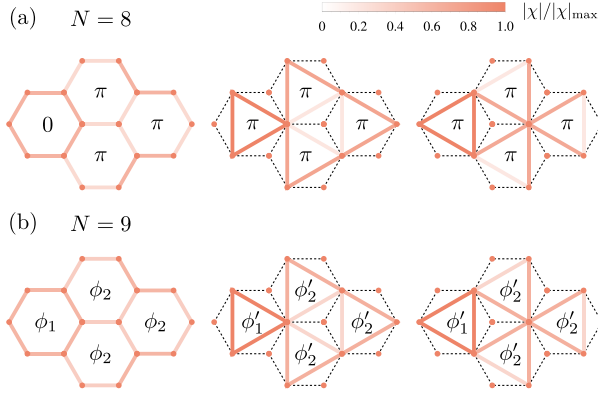 (a) N = 8
|χ|/|χ|max
0 0.2 0.4 0.6 0.8 1.0
π π π
0 π π π π
π π π
(b) N = 9
ϕ2 ϕ′2 ϕ′2
ϕ1 ϕ2 ϕ′1 ϕ′2 ϕ′1 ϕ′2
ϕ2 ϕ′2 ϕ′2